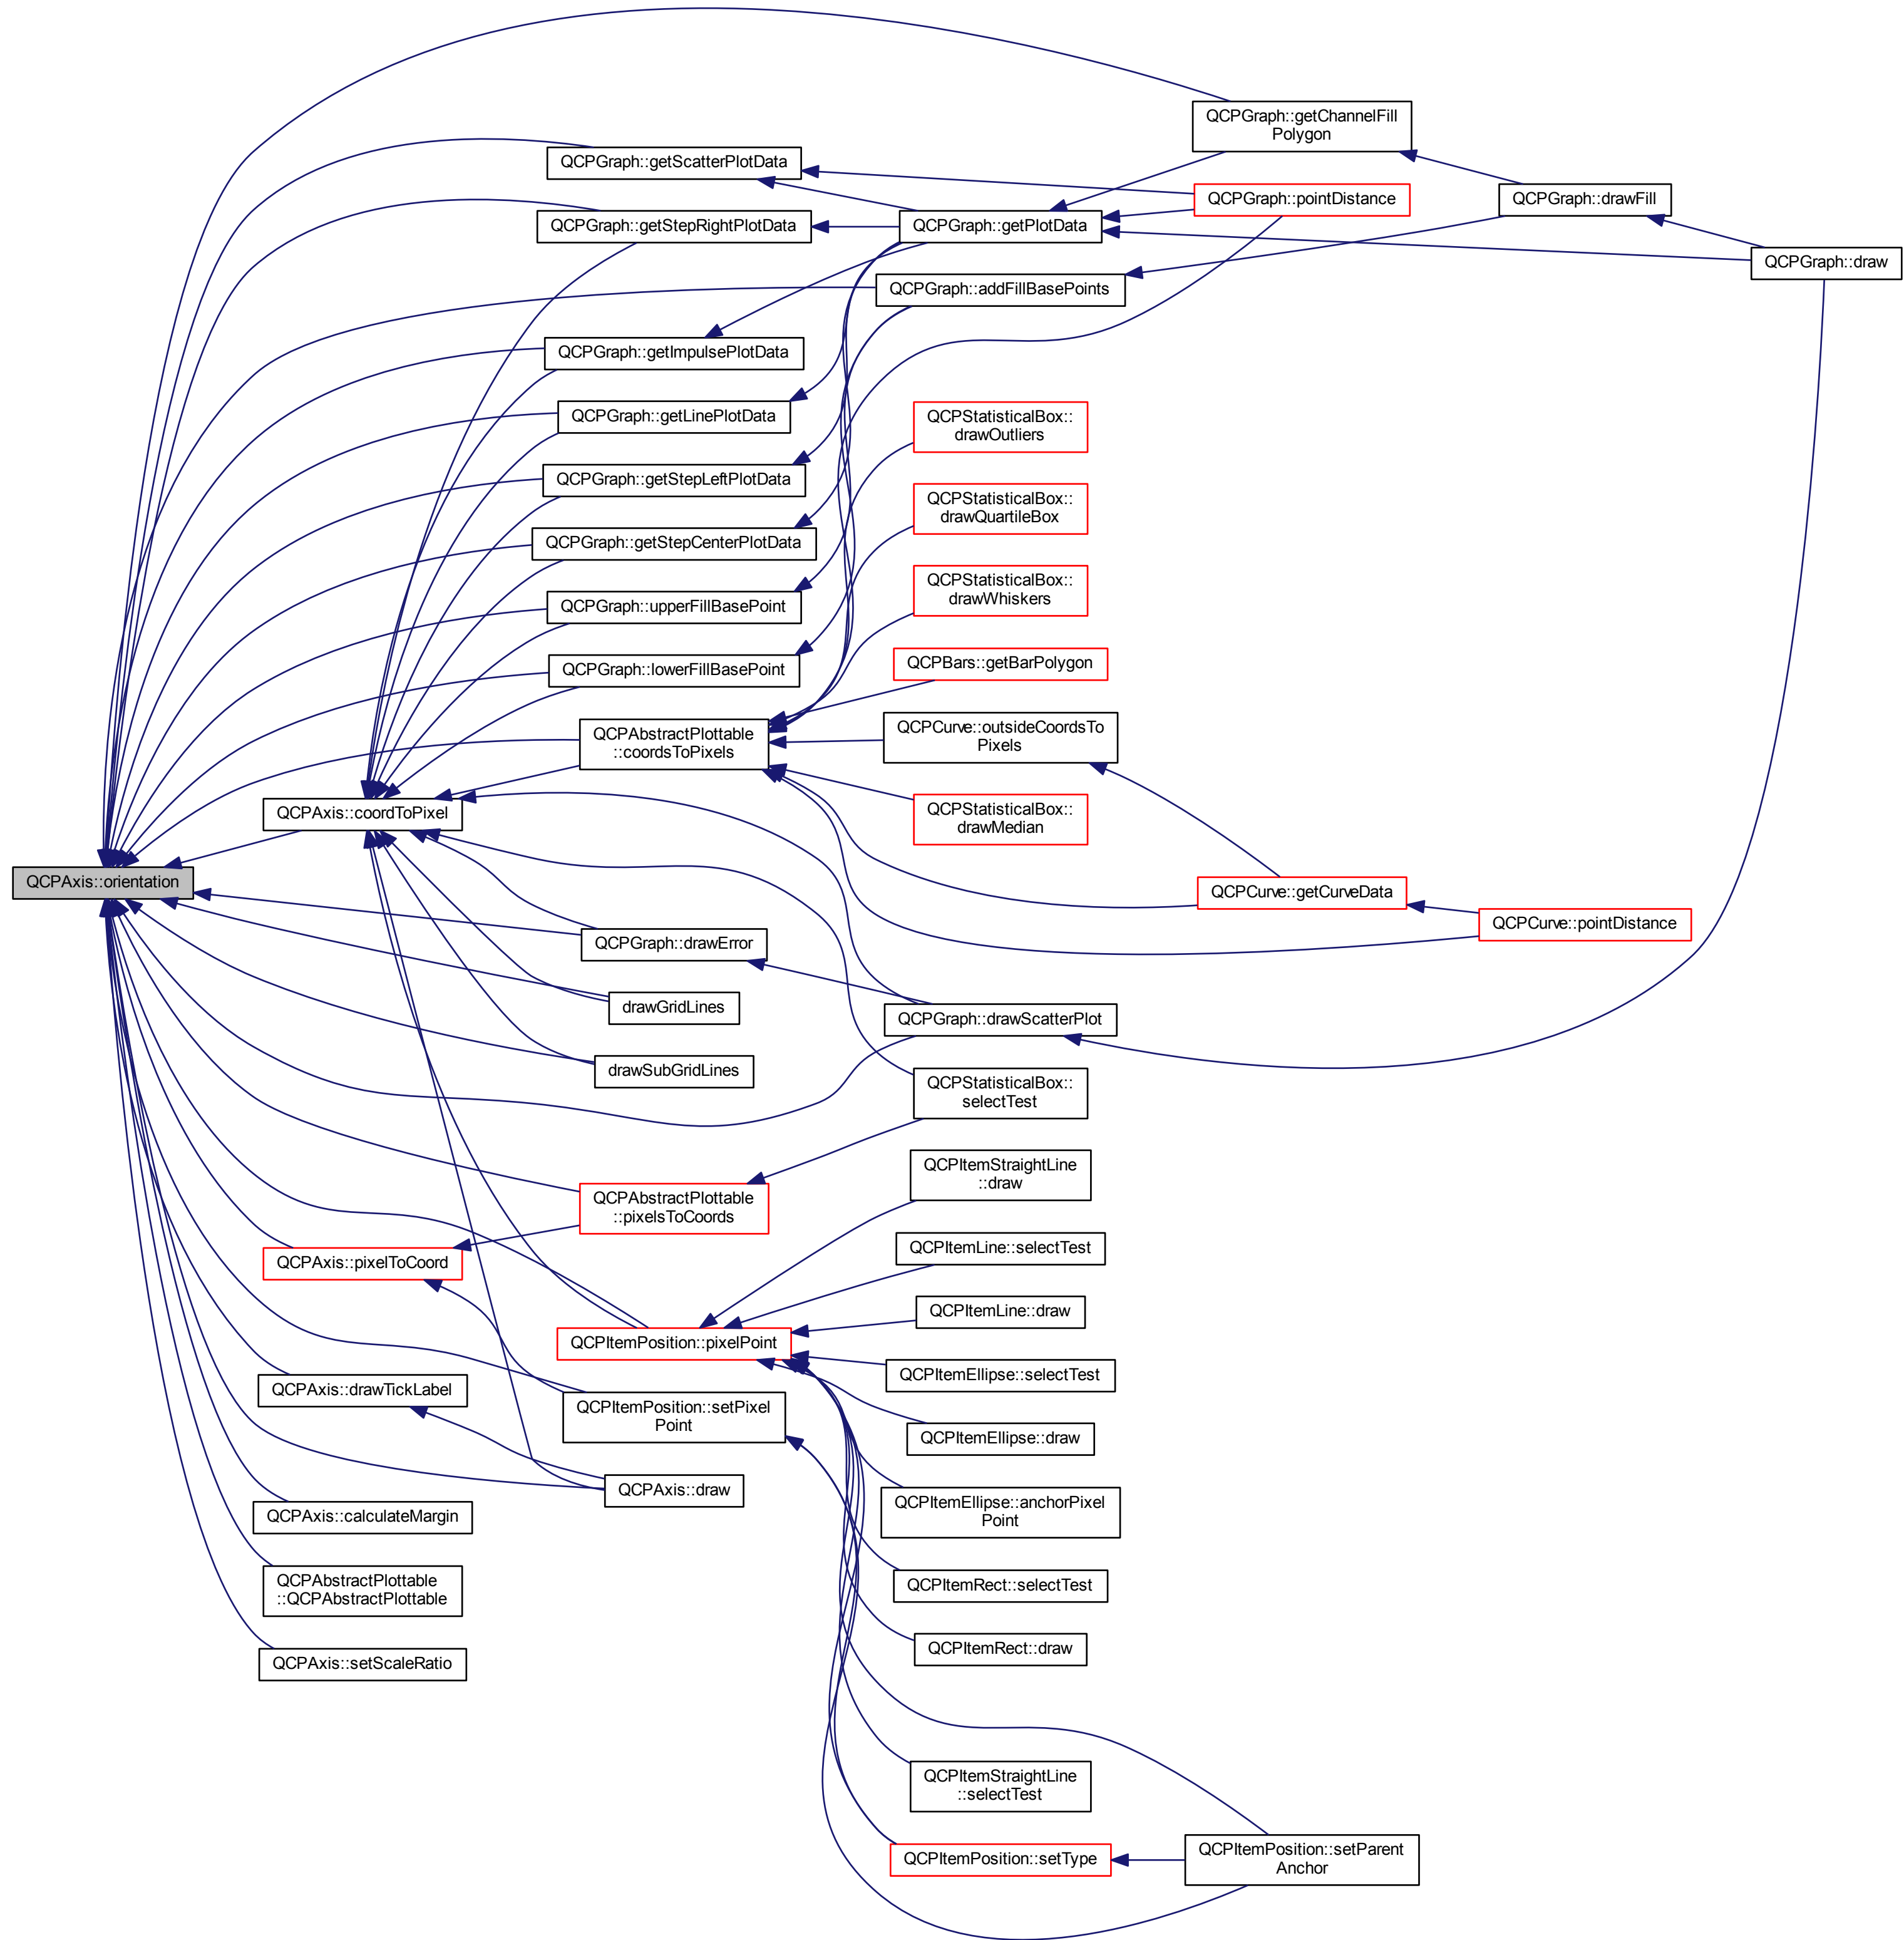 QCPGraph::getChannelFill
Polygon
QCPGraph::getScatterPlotData
QCPGraph::pointDistance
QCPGraph::drawFill
QCPGraph::getStepRightPlotData
QCPGraph::getPlotData
QCPGraph::draw
QCPGraph::addFillBasePoints
QCPGraph::getImpulsePlotData
QCPGraph::getLinePlotData
QCPStatisticalBox::
drawOutliers
QCPGraph::getStepLeftPlotData
QCPStatisticalBox::
drawQuartileBox
QCPGraph::getStepCenterPlotData
QCPStatisticalBox::
drawWhiskers
QCPGraph::upperFillBasePoint
QCPGraph::lowerFillBasePoint
QCPBars::getBarPolygon
QCPAbstractPlottable
::coordsToPixels
QCPCurve::outsideCoordsTo
Pixels
QCPAxis::coordToPixel
QCPStatisticalBox::
drawMedian
QCPAxis::orientation
QCPCurve::getCurveData
QCPCurve::pointDistance
QCPGraph::drawError
drawGridLines
QCPGraph::drawScatterPlot
drawSubGridLines
QCPStatisticalBox::
selectTest
QCPAbstractPlottable
::pixelsToCoords
QCPItemStraightLine
::draw
QCPAxis::pixelToCoord
QCPItemLine::selectTest
QCPItemLine::draw
QCPItemPosition::pixelPoint
QCPItemEllipse::selectTest
QCPAxis::drawTickLabel
QCPItemPosition::setPixel
Point
QCPItemEllipse::draw
QCPAxis::draw
QCPItemEllipse::anchorPixel
Point
QCPAxis::calculateMargin
QCPAbstractPlottable
::QCPAbstractPlottable
QCPItemRect::selectTest
QCPAxis::setScaleRatio
QCPItemRect::draw
QCPItemStraightLine
::selectTest
QCPItemPosition::setType
QCPItemPosition::setParent
Anchor